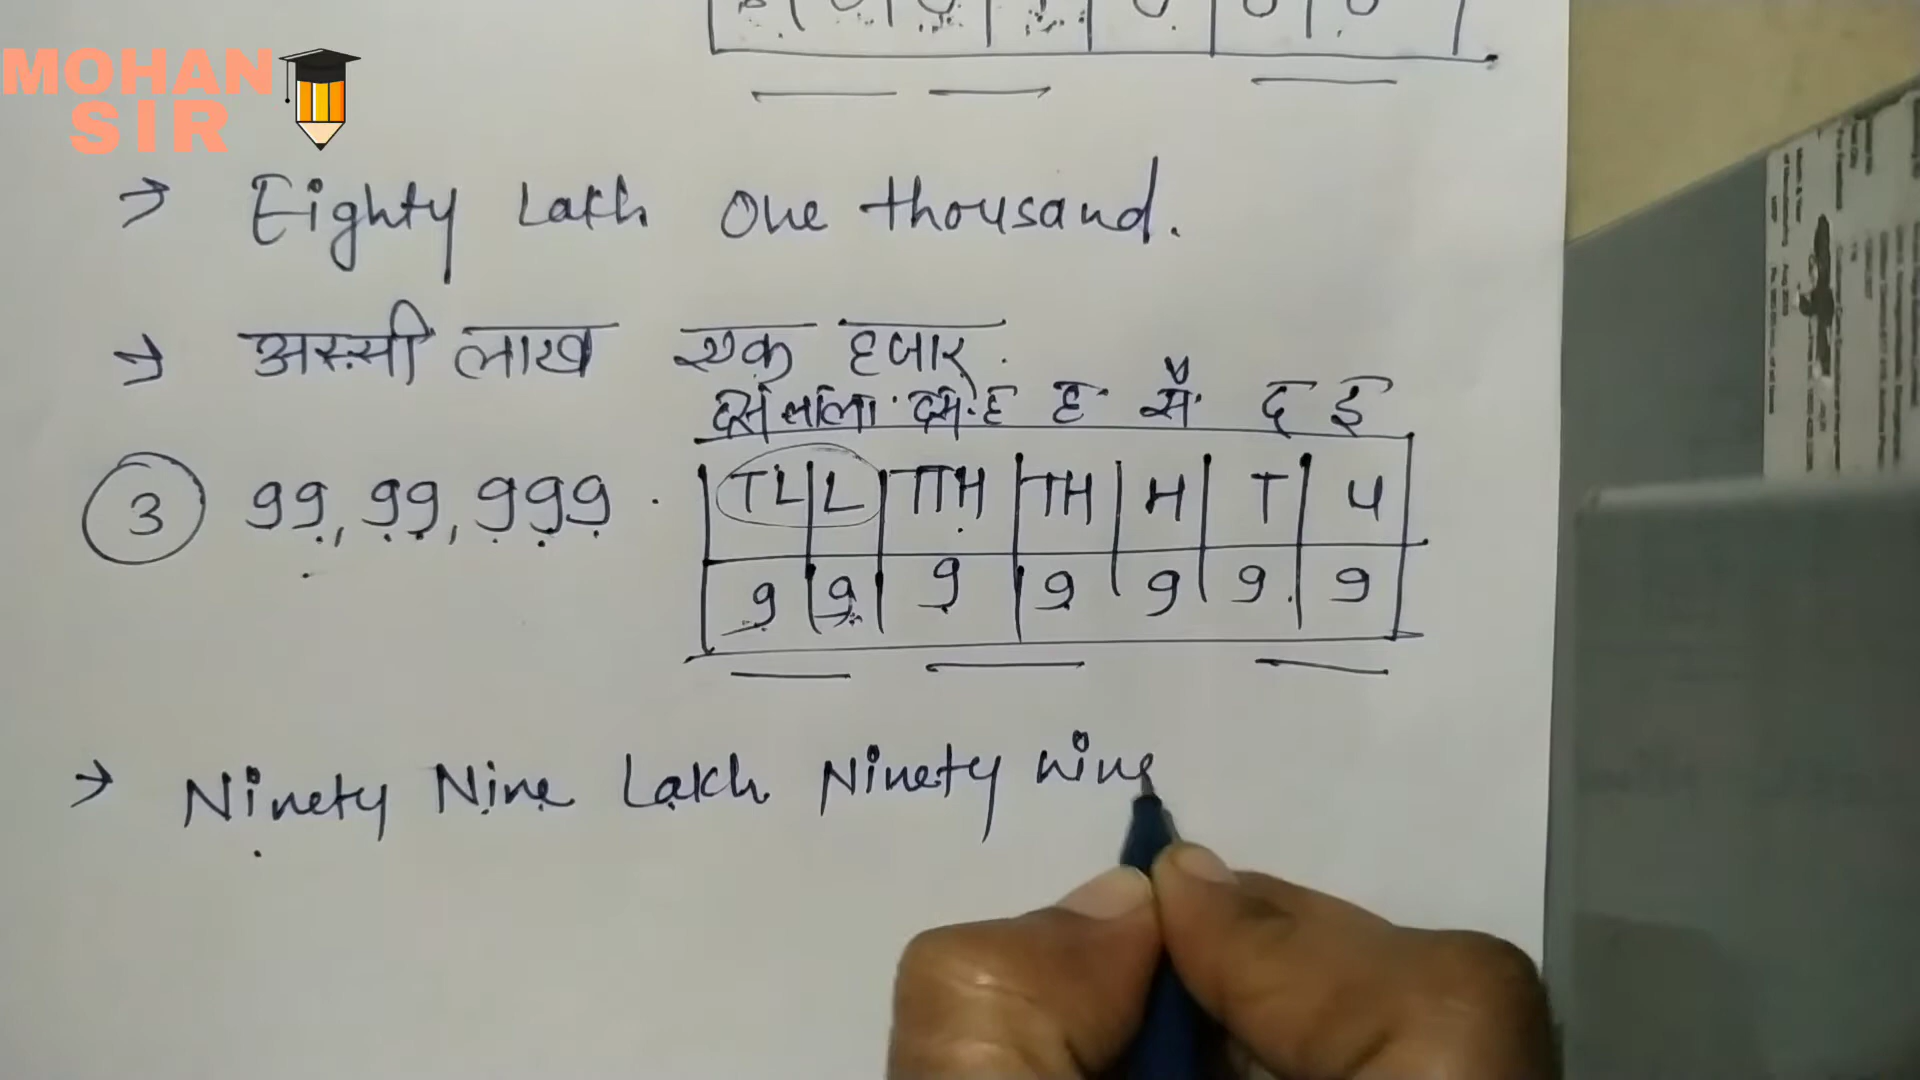 MOHAN
SIR
→ Eighty Lakh One thousand.
→ अस्सी लाख एक हजार.
ह. सै. द इ
③ 99,99,999.
TL L TTH TH H T U
9 9 9 9 9 9 9
→ Ninety Nine Lakh Ninety nine